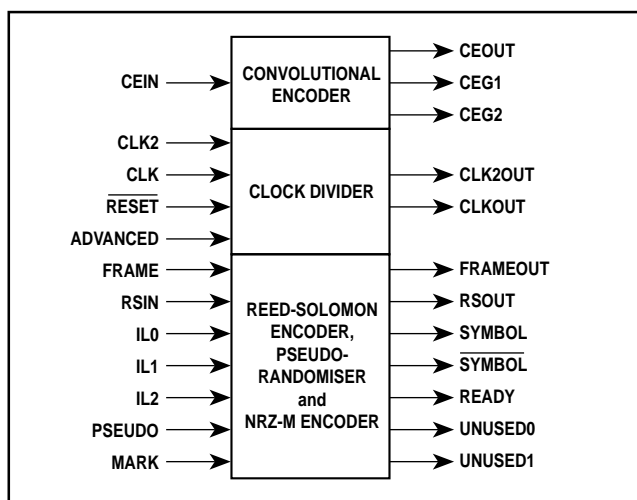 CEIN
CONVOLUTIONAL
ENCODER
CEOUT
CEG1
CEG2
CLK2
CLK
RESET
ADVANCED
CLOCK DIVIDER
CLK2OUT
CLKOUT
FRAME
RSIN
IL0
IL1
IL2
PSEUDO
MARK
REED-SOLOMON
ENCODER,
PSEUDO-
RANDOMISER
and
NRZ-M ENCODER
FRAMEOUT
RSOUT
SYMBOL
SYMBOL
READY
UNUSED0
UNUSED1